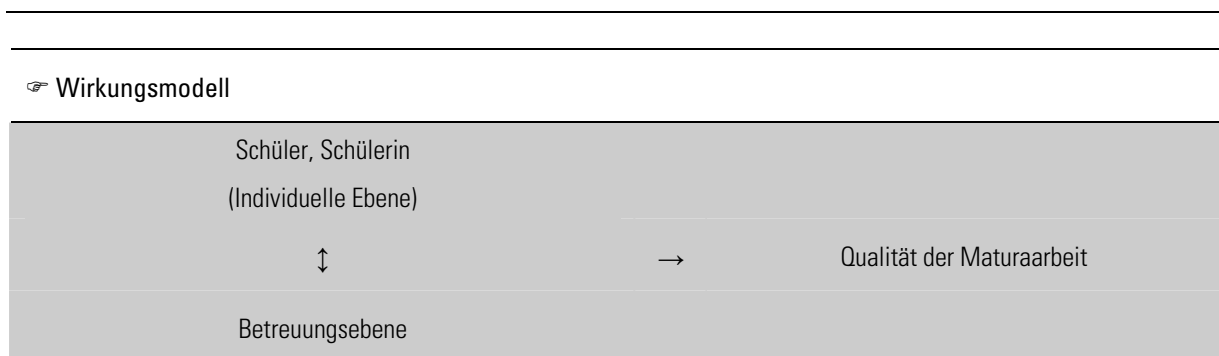 ☞ Wirkungsmodell
Schüler, Schülerin
(Individuelle Ebene)
↕ → Qualität der Maturaarbeit
Betreuungsebene